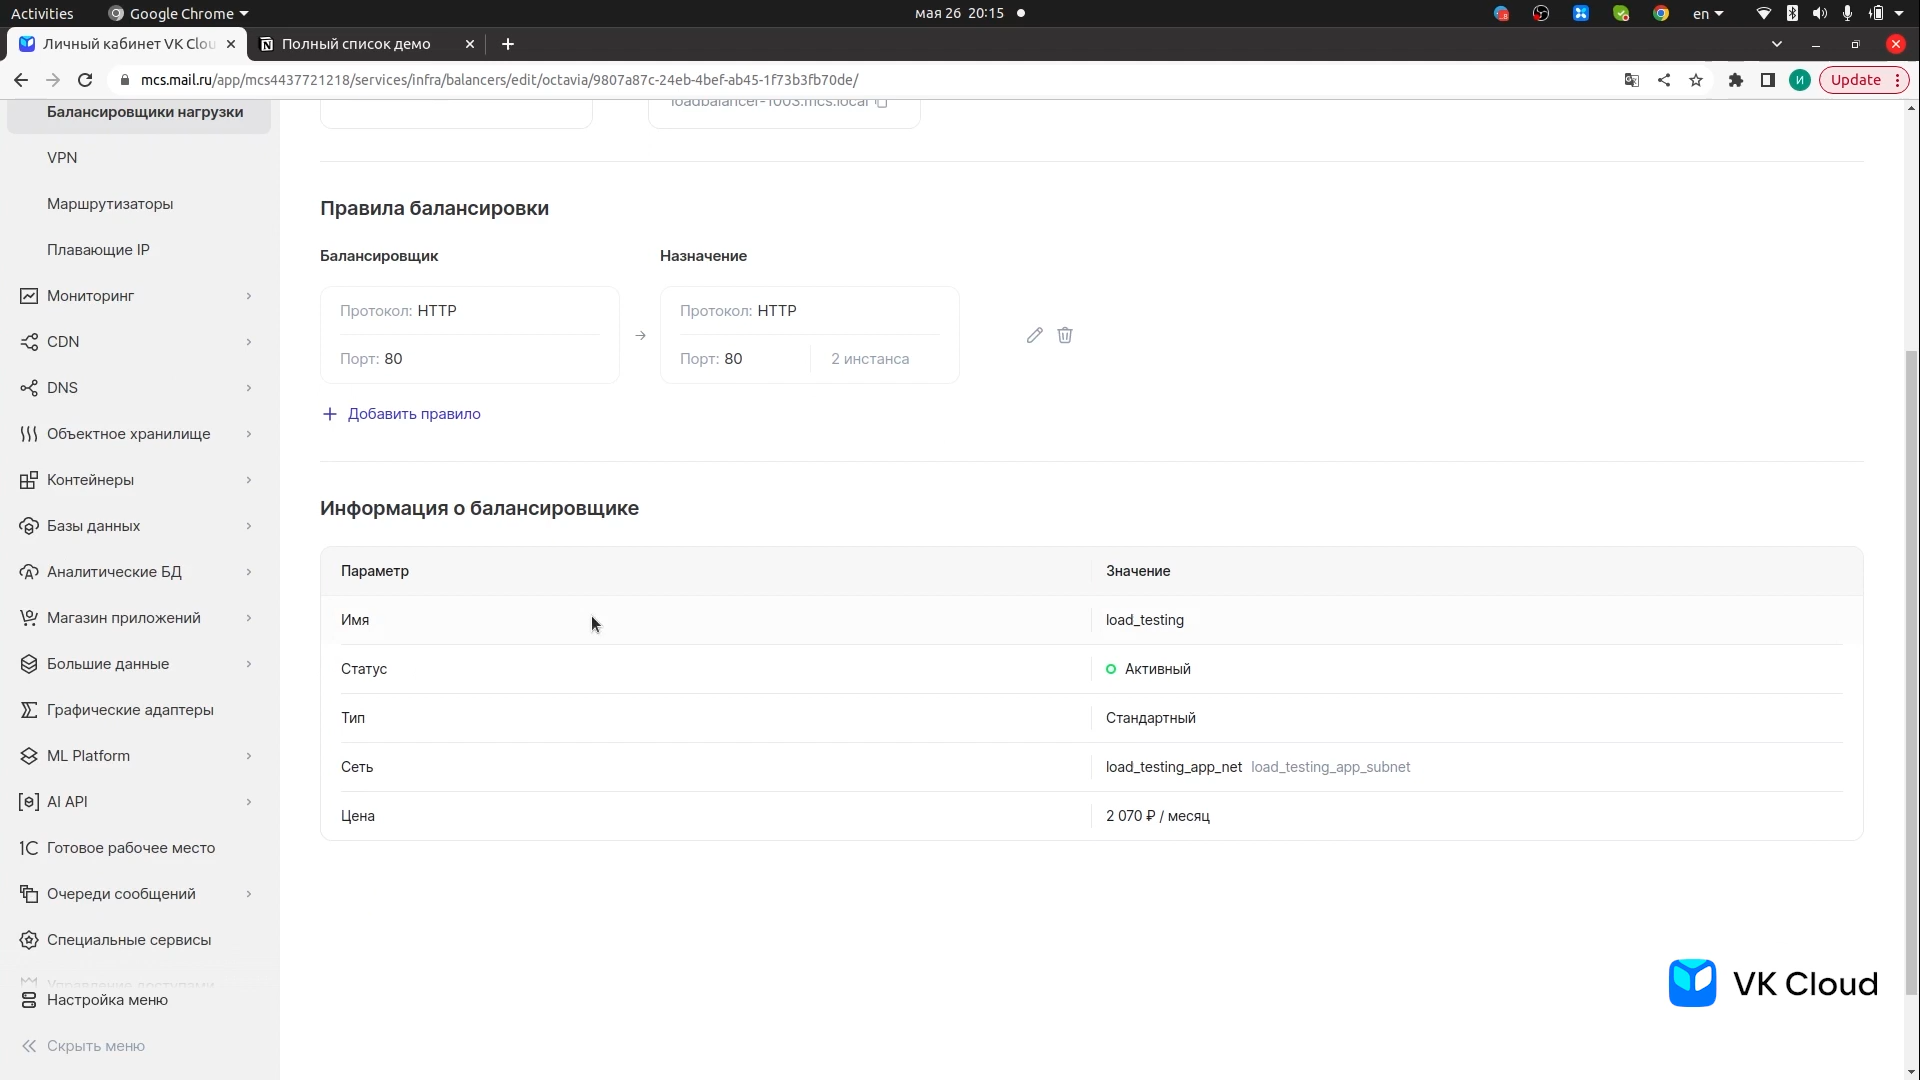 Activities
Google Chrome
мая 26 20:15
en
Личный кабинет VK Clou
Полный список демо
mcs.mail.ru/app/mcs4437721218/services/infra/balancers/edit/octavia/9807a87c-24eb-4bef-ab45-1f73b3fb70de/
И
Update
Балансировщики нагрузки
VPN
Маршрутизаторы
Плавающие IP
Мониторинг
CDN
DNS
Объектное хранилище
Контейнеры
Базы данных
Аналитические БД
Магазин приложений
Большие данные
Графические адаптеры
ML Platform
AI API
1C Готовое рабочее место
Очереди сообщений
Специальные сервисы
Управление доступами
Настройка меню
Скрыть меню
loadbalancer-1003.mcs.local
Правила балансировки
Балансировщик
Назначение
Протокол: HTTP
Порт: 80
Протокол: HTTP
Порт: 80
2 инстанса
Добавить правило
Информация о балансировщике
Параметр
Значение
Имя
load_testing
Статус
Активный
Тип
Стандартный
Сеть
load_testing_app_net load_testing_app_subnet
Цена
2 070 ₽ / месяц
VK Cloud